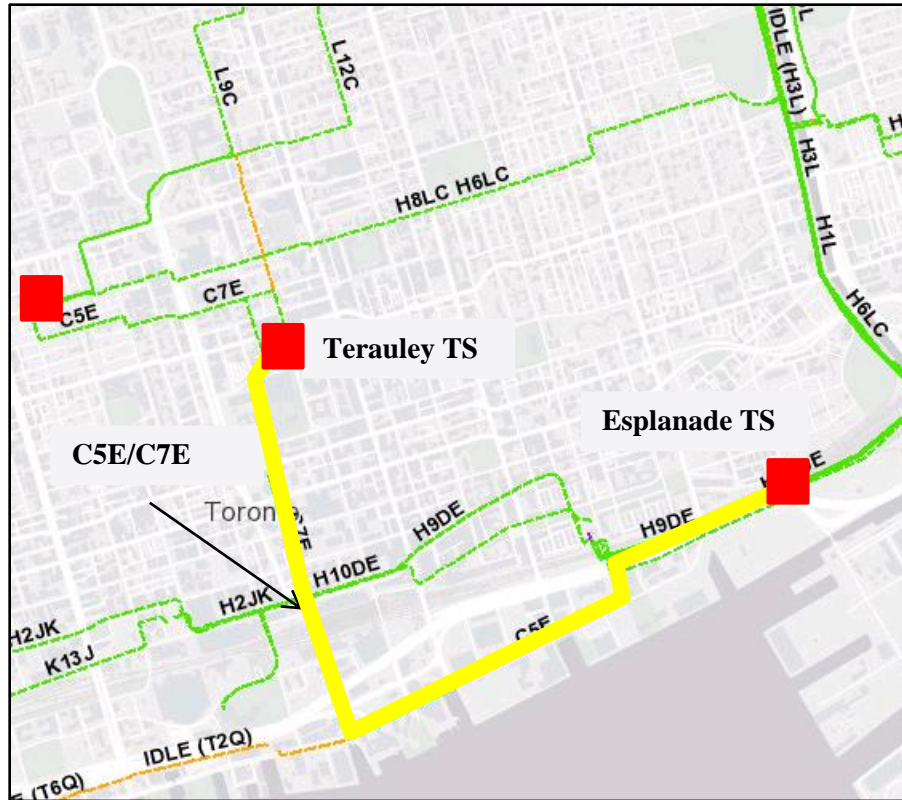 IDLE (H3L)
L9C
L12C
H3L
H8LC H6LC
H1L
C7E
C5E
H6LC
Terauley TS
Esplanade TS
C5E/C7E
H9DE
H9DE
H10DE
H2JK
C5E
H2JK
K13J
IDLE (T2Q)
(T6Q)